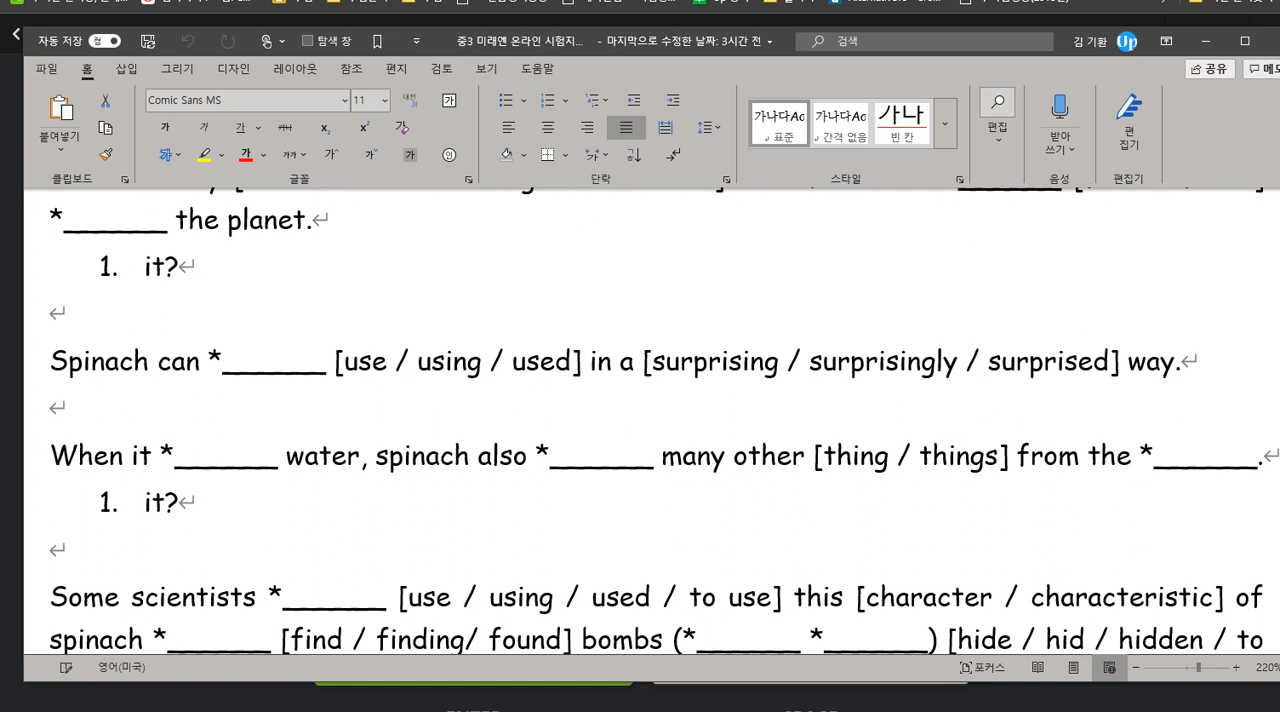 자동 저장 컴 탐색 창 중3 미래엔 온라인 시험지... - 마지막으로 수정한 날짜: 3시간 전 검색 김 기환 Up
파일 홈 삽입 그리기 디자인 레이아웃 참조 편지 검토 보기 도움말 공유 메모
붙여넣기 Comic Sans MS 11 가나다Ac 표준 가나다Ac 간격 없음 가나 빈 칸 편집 받아쓰기 편집기
클립보드 글꼴 단락 스타일 음성 편집기
*_______ the planet.
1. it?
Spinach can *_______ [use / using / used] in a [surprising / surprisingly / surprised] way.
When it *_______ water, spinach also *_______ many other [thing / things] from the *_______.
1. it?
Some scientists *_______ [use / using / used / to use] this [character / characteristic] of
spinach *_______ [find / finding/ found] bombs (*_______ *_______) [hide / hid / hidden / to
영어(미국) 포커스 220%